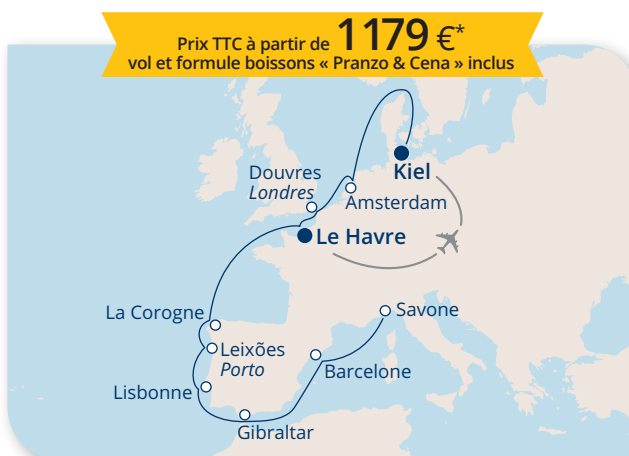 Prix TTC à partir de 1179 €*
vol et formule boissons « Pranzo & Cena » inclus
Kiel
Douvres
Londres
Amsterdam
Le Havre
La Corogne
Savone
Leixões
Porto
Barcelone
Lisbonne
Gibraltar